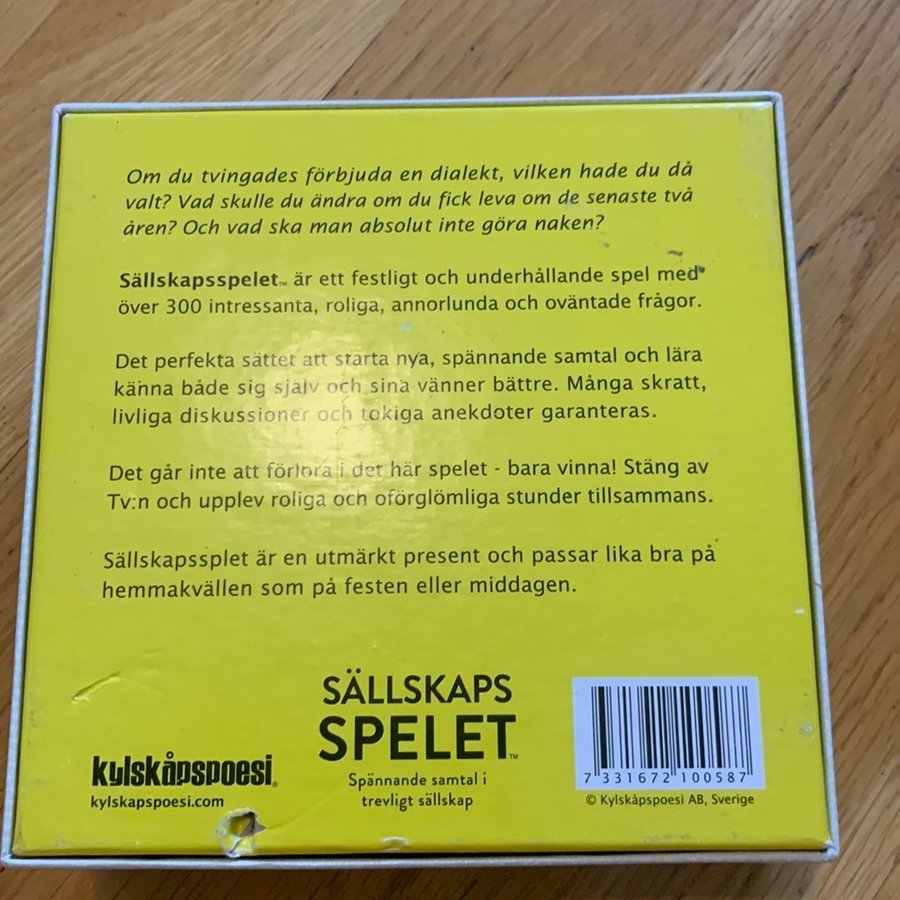 Om du tvingades förbjuda en dialekt, vilken hade du då
valt? Vad skulle du ändra om du fick leva om de senaste två
åren? Och vad ska man absolut inte göra naken?
Sällskapsspelet™ är ett festligt och underhållande spel med
över 300 intressanta, roliga, annorlunda och oväntade frågor.
Det perfekta sättet att starta nya, spännande samtal och lära
känna både sig själv och sina vänner bättre. Många skratt,
livliga diskussioner och tokiga anekdoter garanteras.
Det går inte att förlora i det här spelet - bara vinna! Stäng av
Tv:n och upplev roliga och oförglömliga stunder tillsammans.
Sällskapssplet är en utmärkt present och passar lika bra på
hemmakvällen som på festen eller middagen.
kylskåpspoesi®
kylskapspoesi.com
SÄLLSKAPS
SPELET™
Spännande samtal i
trevligt sällskap
7 331672 100587
© Kylskåpspoesi AB, Sverige